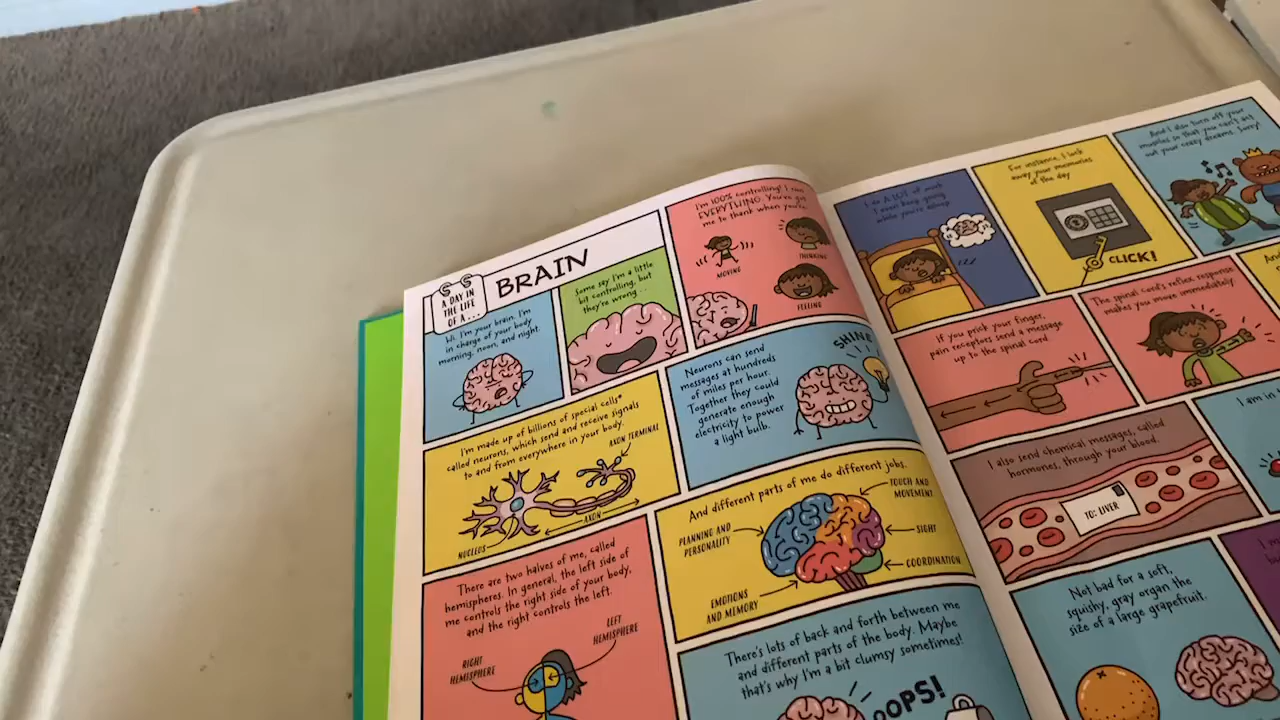 A DAY IN
THE LIFE
OF A...
BRAIN
Hi. I'm your brain. I'm
in charge of your body
morning, noon, and night.
Some say I'm a little
bit controlling, but
they're wrong...
I'm 100% controlling! I run
EVERYTHING. You've got
me to thank when you're...
MOVING
THINKING
FEELING
I'm made up of billions of special cells*
called neurons, which send and receive signals
to and from everywhere in your body.
AXON TERMINAL
AXON
NUCLEUS
Neurons can send
messages at hundreds
of miles per hour.
Together they could
generate enough
electricity to power
a light bulb.
SHINE
There are two halves of me, called
hemispheres. In general, the left side of
me controls the right side of your body,
and the right controls the left.
RIGHT
HEMISPHERE
LEFT
HEMISPHERE
And different parts of me do different jobs.
PLANNING AND
PERSONALITY
TOUCH AND
MOVEMENT
SIGHT
COORDINATION
EMOTIONS
AND MEMORY
There's lots of back and forth between me
and different parts of the body. Maybe
that's why I'm a bit clumsy sometimes!
OOPS!
I do A LOT of work
I even keep going
while you're asleep
For instance, I lock
away your memories
of the day
CLICK!
And I also turn off your
muscles so that you can't act
out your crazy dreams. Sorry!
If you prick your finger,
pain receptors send a message
up to the spinal cord.
The spinal cord's reflex response
makes you move immediately.
And
I also send chemical messages, called
hormones, through your blood.
TO: LIVER
I am in
Not bad for a soft,
squishy, gray organ the
size of a large grapefruit.